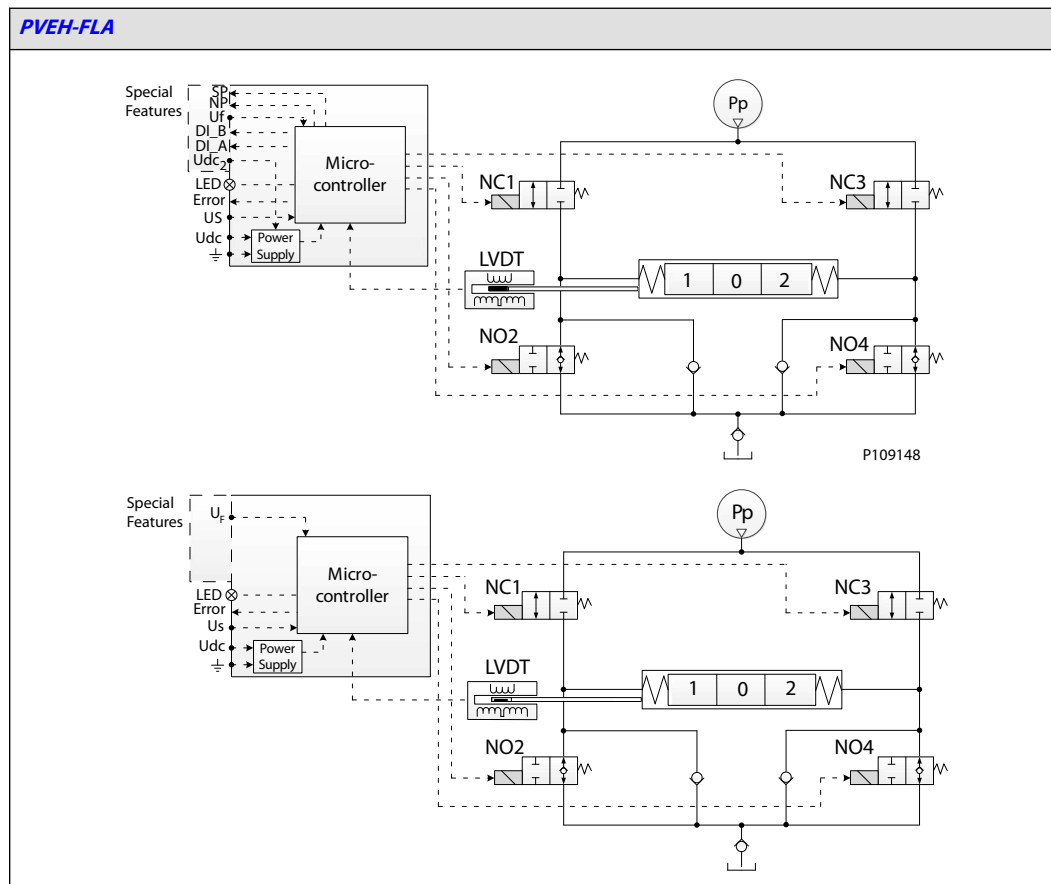 PVEH-FLA
Special
Features
SP
NP
Uf
DI_B
DI_A
Udc2
LED
Error
US
Udc
Power
Supply
Micro-
controller
Pp
NC1
NC3
LVDT
1 0 2
NO2
NO4
P109148
Special
Features
UF
LED
Error
Us
Udc
Power
Supply
Micro-
controller
Pp
NC1
NC3
LVDT
1 0 2
NO2
NO4